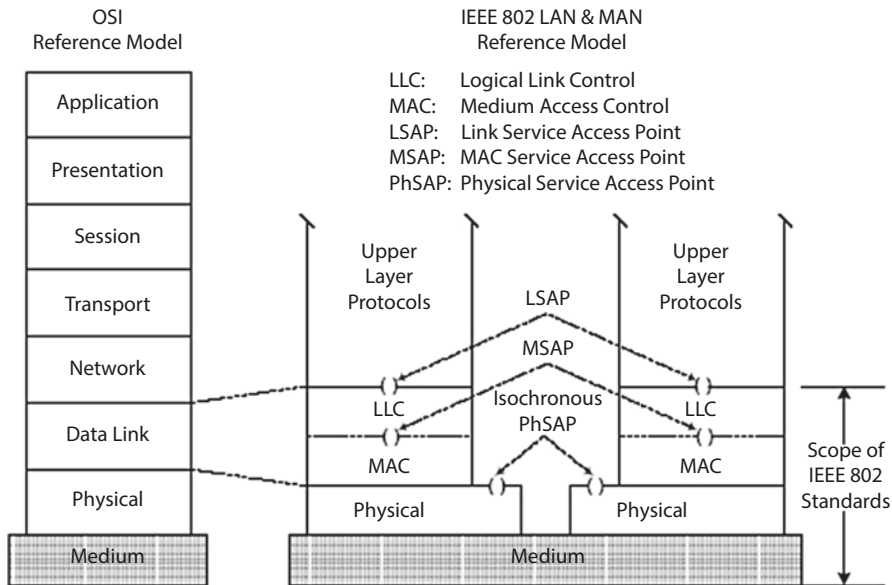 OSI
Reference Model
Application
Presentation
Session
Transport
Network
Data Link
Physical
Medium
IEEE 802 LAN & MAN
Reference Model
LLC: Logical Link Control
MAC: Medium Access Control
LSAP: Link Service Access Point
MSAP: MAC Service Access Point
PhSAP: Physical Service Access Point
Upper
Layer
Protocols
LLC
MAC
Physical
LSAP
MSAP
Isochronous
PhSAP
Upper
Layer
Protocols
LLC
MAC
Physical
Medium
Scope of
IEEE 802
Standards